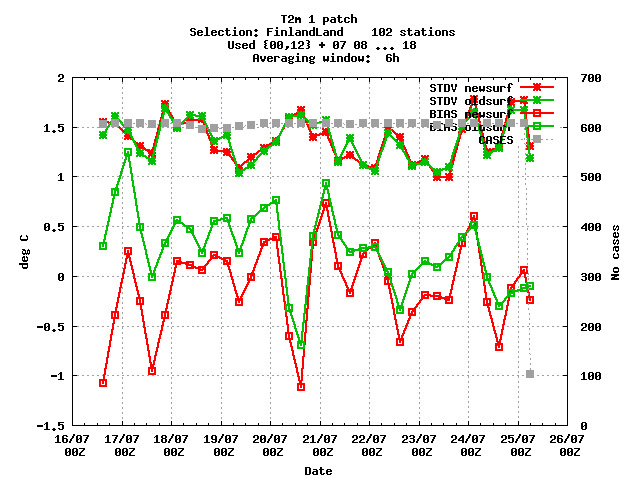 T2m 1 patch
Selection: FinlandLand    102 stations
Used {00,12} + 07 08 ... 18
Averaging window:  6h
STDV newsurf
STDV oldsurf
BIAS newsurf
BIAS oldsurf
CASES
deg C
No cases
2
1.5
1
0.5
0
-0.5
-1
-1.5
700
600
500
400
300
200
100
0
16/07 17/07 18/07 19/07 20/07 21/07 22/07 23/07 24/07 25/07 26/07
00Z 00Z 00Z 00Z 00Z 00Z 00Z 00Z 00Z 00Z 00Z
Date